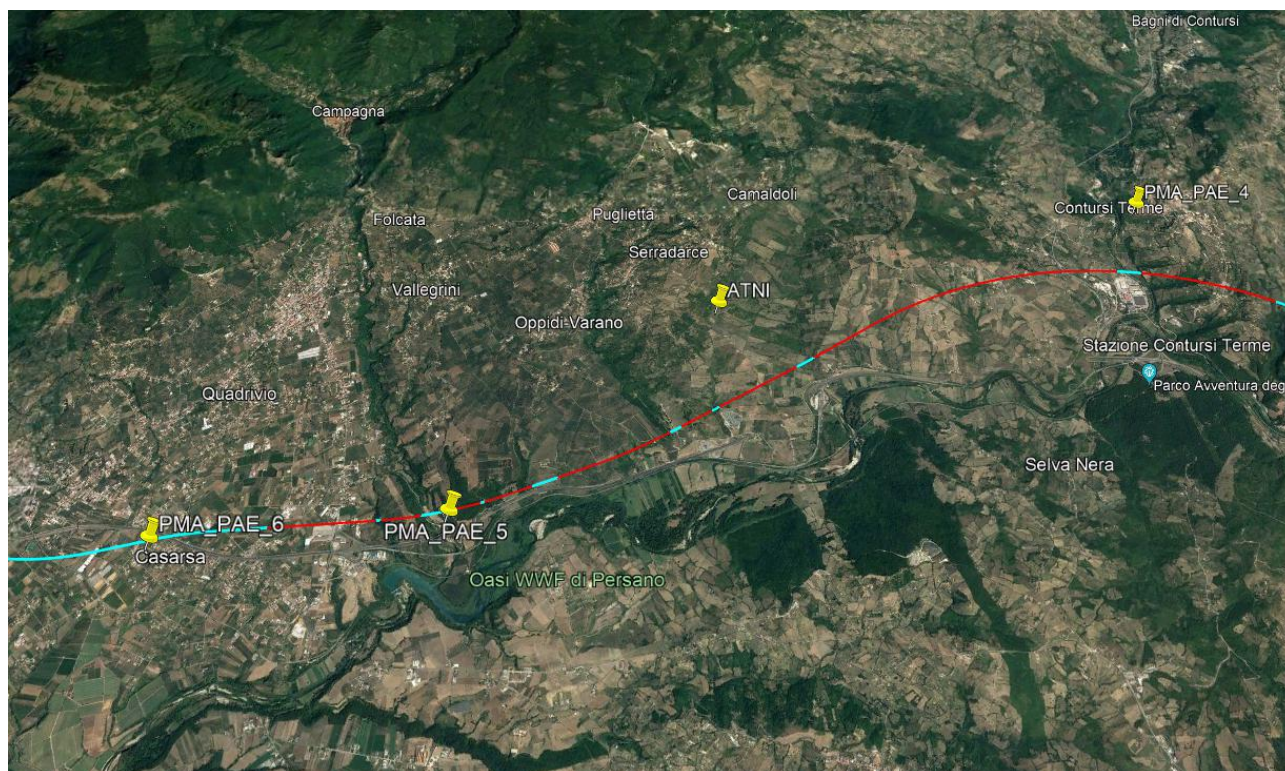 Bagni di Contursi
Campagna
Camaldoli
PMA_PAE_4
Contursi Terme
Folcata
Puglietta
Serradarce
Vallegrini
ATNI
Oppidi-Varano
Stazione Contursi Terme
Parco Avventura deg
Quadrivio
Selva Nera
PMA_PAE_6
PMA_PAE_5
Casarsa
Oasi WWF di Persano